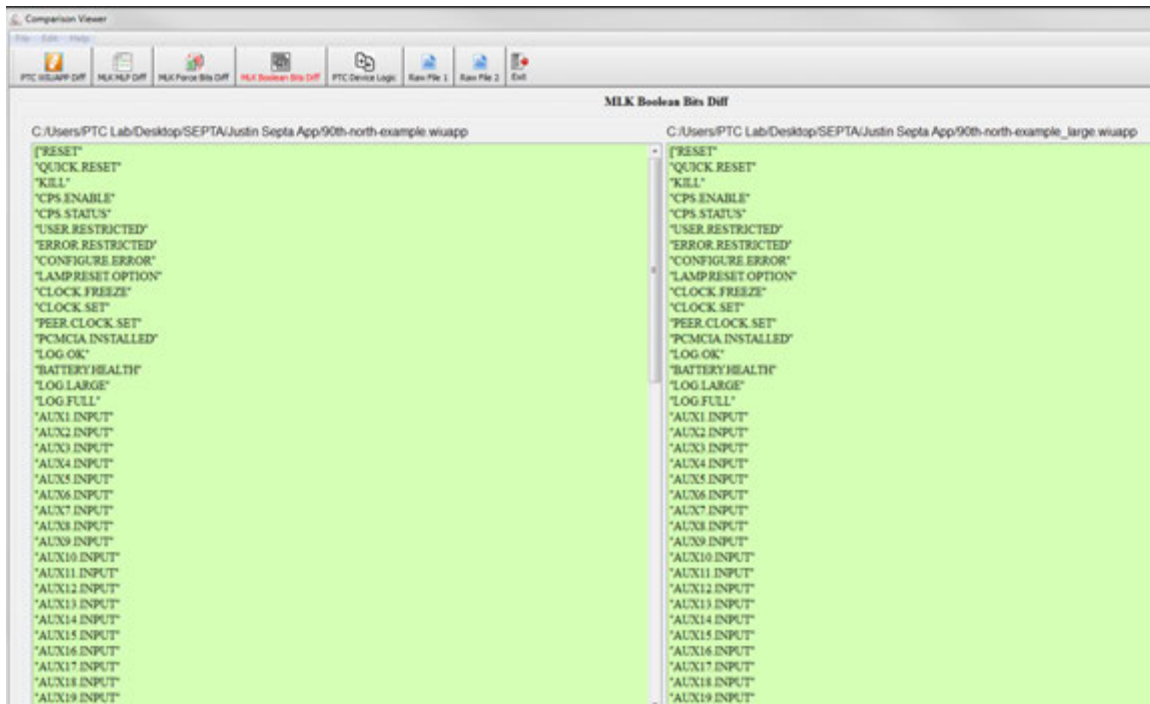 Comparison Viewer
File Edit Help
PTC WIUAPP Diff MLK MLP Diff MLK Force Bits Diff MLK Boolean Bits Diff PTC Device Logic Raw File 1 Raw File 2 Exit
MLK Boolean Bits Diff
C:/Users/PTC Lab/Desktop/SEPTA/Justin Septa App/90th-north-example.wiuapp
["RESET"
"QUICK.RESET"
"KILL"
"CPS.ENABLE"
"CPS.STATUS"
"USER.RESTRICTED"
"ERROR.RESTRICTED"
"CONFIGURE.ERROR"
"LAMP.RESET.OPTION"
"CLOCK.FREEZE"
"CLOCK.SET"
"PEER.CLOCK.SET"
"PCMCIA.INSTALLED"
"LOG.OK"
"BATTERY.HEALTH"
"LOG.LARGE"
"LOG.FULL"
"AUX1.INPUT"
"AUX2.INPUT"
"AUX3.INPUT"
"AUX4.INPUT"
"AUX5.INPUT"
"AUX6.INPUT"
"AUX7.INPUT"
"AUX8.INPUT"
"AUX9.INPUT"
"AUX10.INPUT"
"AUX11.INPUT"
"AUX12.INPUT"
"AUX13.INPUT"
"AUX14.INPUT"
"AUX15.INPUT"
"AUX16.INPUT"
"AUX17.INPUT"
"AUX18.INPUT"
"AUX19.INPUT"
C:/Users/PTC Lab/Desktop/SEPTA/Justin Septa App/90th-north-example_large.wiuapp
["RESET"
"QUICK.RESET"
"KILL"
"CPS.ENABLE"
"CPS.STATUS"
"USER.RESTRICTED"
"ERROR.RESTRICTED"
"CONFIGURE.ERROR"
"LAMP.RESET.OPTION"
"CLOCK.FREEZE"
"CLOCK.SET"
"PEER.CLOCK.SET"
"PCMCIA.INSTALLED"
"LOG.OK"
"BATTERY.HEALTH"
"LOG.LARGE"
"LOG.FULL"
"AUX1.INPUT"
"AUX2.INPUT"
"AUX3.INPUT"
"AUX4.INPUT"
"AUX5.INPUT"
"AUX6.INPUT"
"AUX7.INPUT"
"AUX8.INPUT"
"AUX9.INPUT"
"AUX10.INPUT"
"AUX11.INPUT"
"AUX12.INPUT"
"AUX13.INPUT"
"AUX14.INPUT"
"AUX15.INPUT"
"AUX16.INPUT"
"AUX17.INPUT"
"AUX18.INPUT"
"AUX19.INPUT"